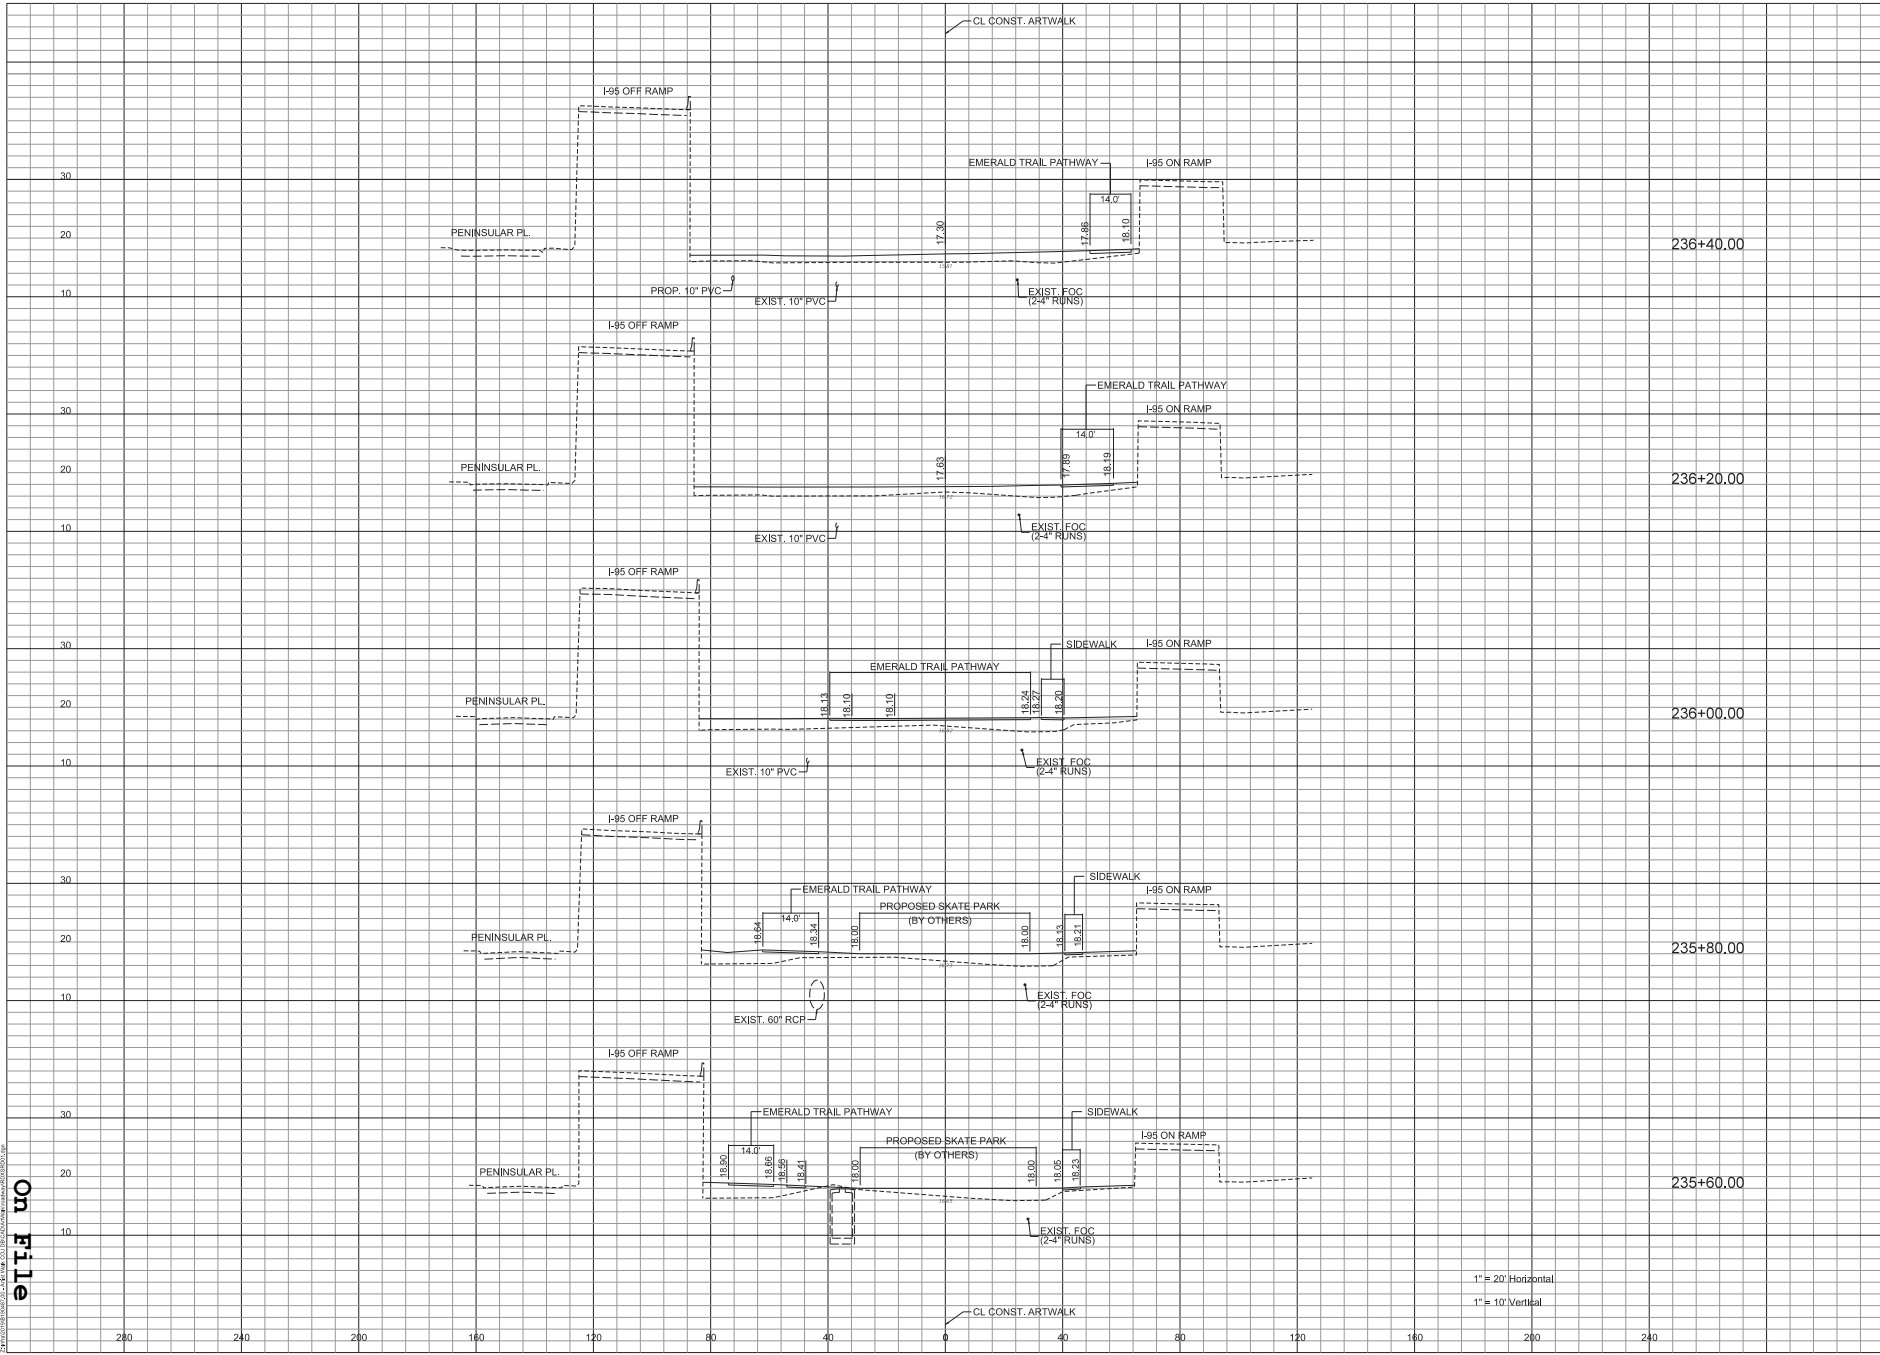 CL CONST. ARTWALK
I-95 OFF RAMP
EMERALD TRAIL PATHWAY
I-95 ON RAMP
30
14.0'
17.30
17.86
18.10
PENINSULAR PL.
20
236+40.00
PROP. 10" PVC
EXIST. 10" PVC
EXIST. FOC
(2-4" RUNS)
10
I-95 OFF RAMP
EMERALD TRAIL PATHWAY
I-95 ON RAMP
30
14.0'
17.63
17.89
18.19
PENINSULAR PL.
20
236+20.00
EXIST. 10" PVC
EXIST. FOC
(2-4" RUNS)
10
I-95 OFF RAMP
SIDEWALK
I-95 ON RAMP
30
EMERALD TRAIL PATHWAY
18.13
18.10
18.10
18.24
18.27
18.20
PENINSULAR PL.
20
236+00.00
EXIST. 10" PVC
EXIST. FOC
(2-4" RUNS)
10
I-95 OFF RAMP
SIDEWALK
30
EMERALD TRAIL PATHWAY
I-95 ON RAMP
PROPOSED SKATE PARK
(BY OTHERS)
14.0'
18.64
18.34
18.00
18.00
18.13
18.21
PENINSULAR PL.
20
235+80.00
EXIST. FOC
(2-4" RUNS)
10
EXIST. 60" RCP
I-95 OFF RAMP
30
EMERALD TRAIL PATHWAY
SIDEWALK
I-95 ON RAMP
PROPOSED SKATE PARK
(BY OTHERS)
14.0'
18.90
18.66
18.56
18.41
18.00
18.00
18.05
18.23
PENINSULAR PL.
20
235+60.00
EXIST. FOC
(2-4" RUNS)
10
On File
1" = 20' Horizontal
1" = 10' Vertical
CL CONST. ARTWALK
280 240 160 120 80 40 0 40 80 120 160 200 240